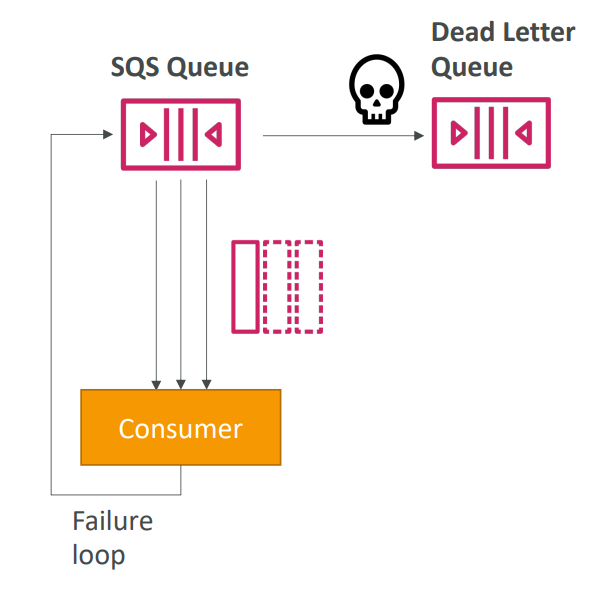 SQS Queue
Dead Letter
Queue
Consumer
Failure
loop